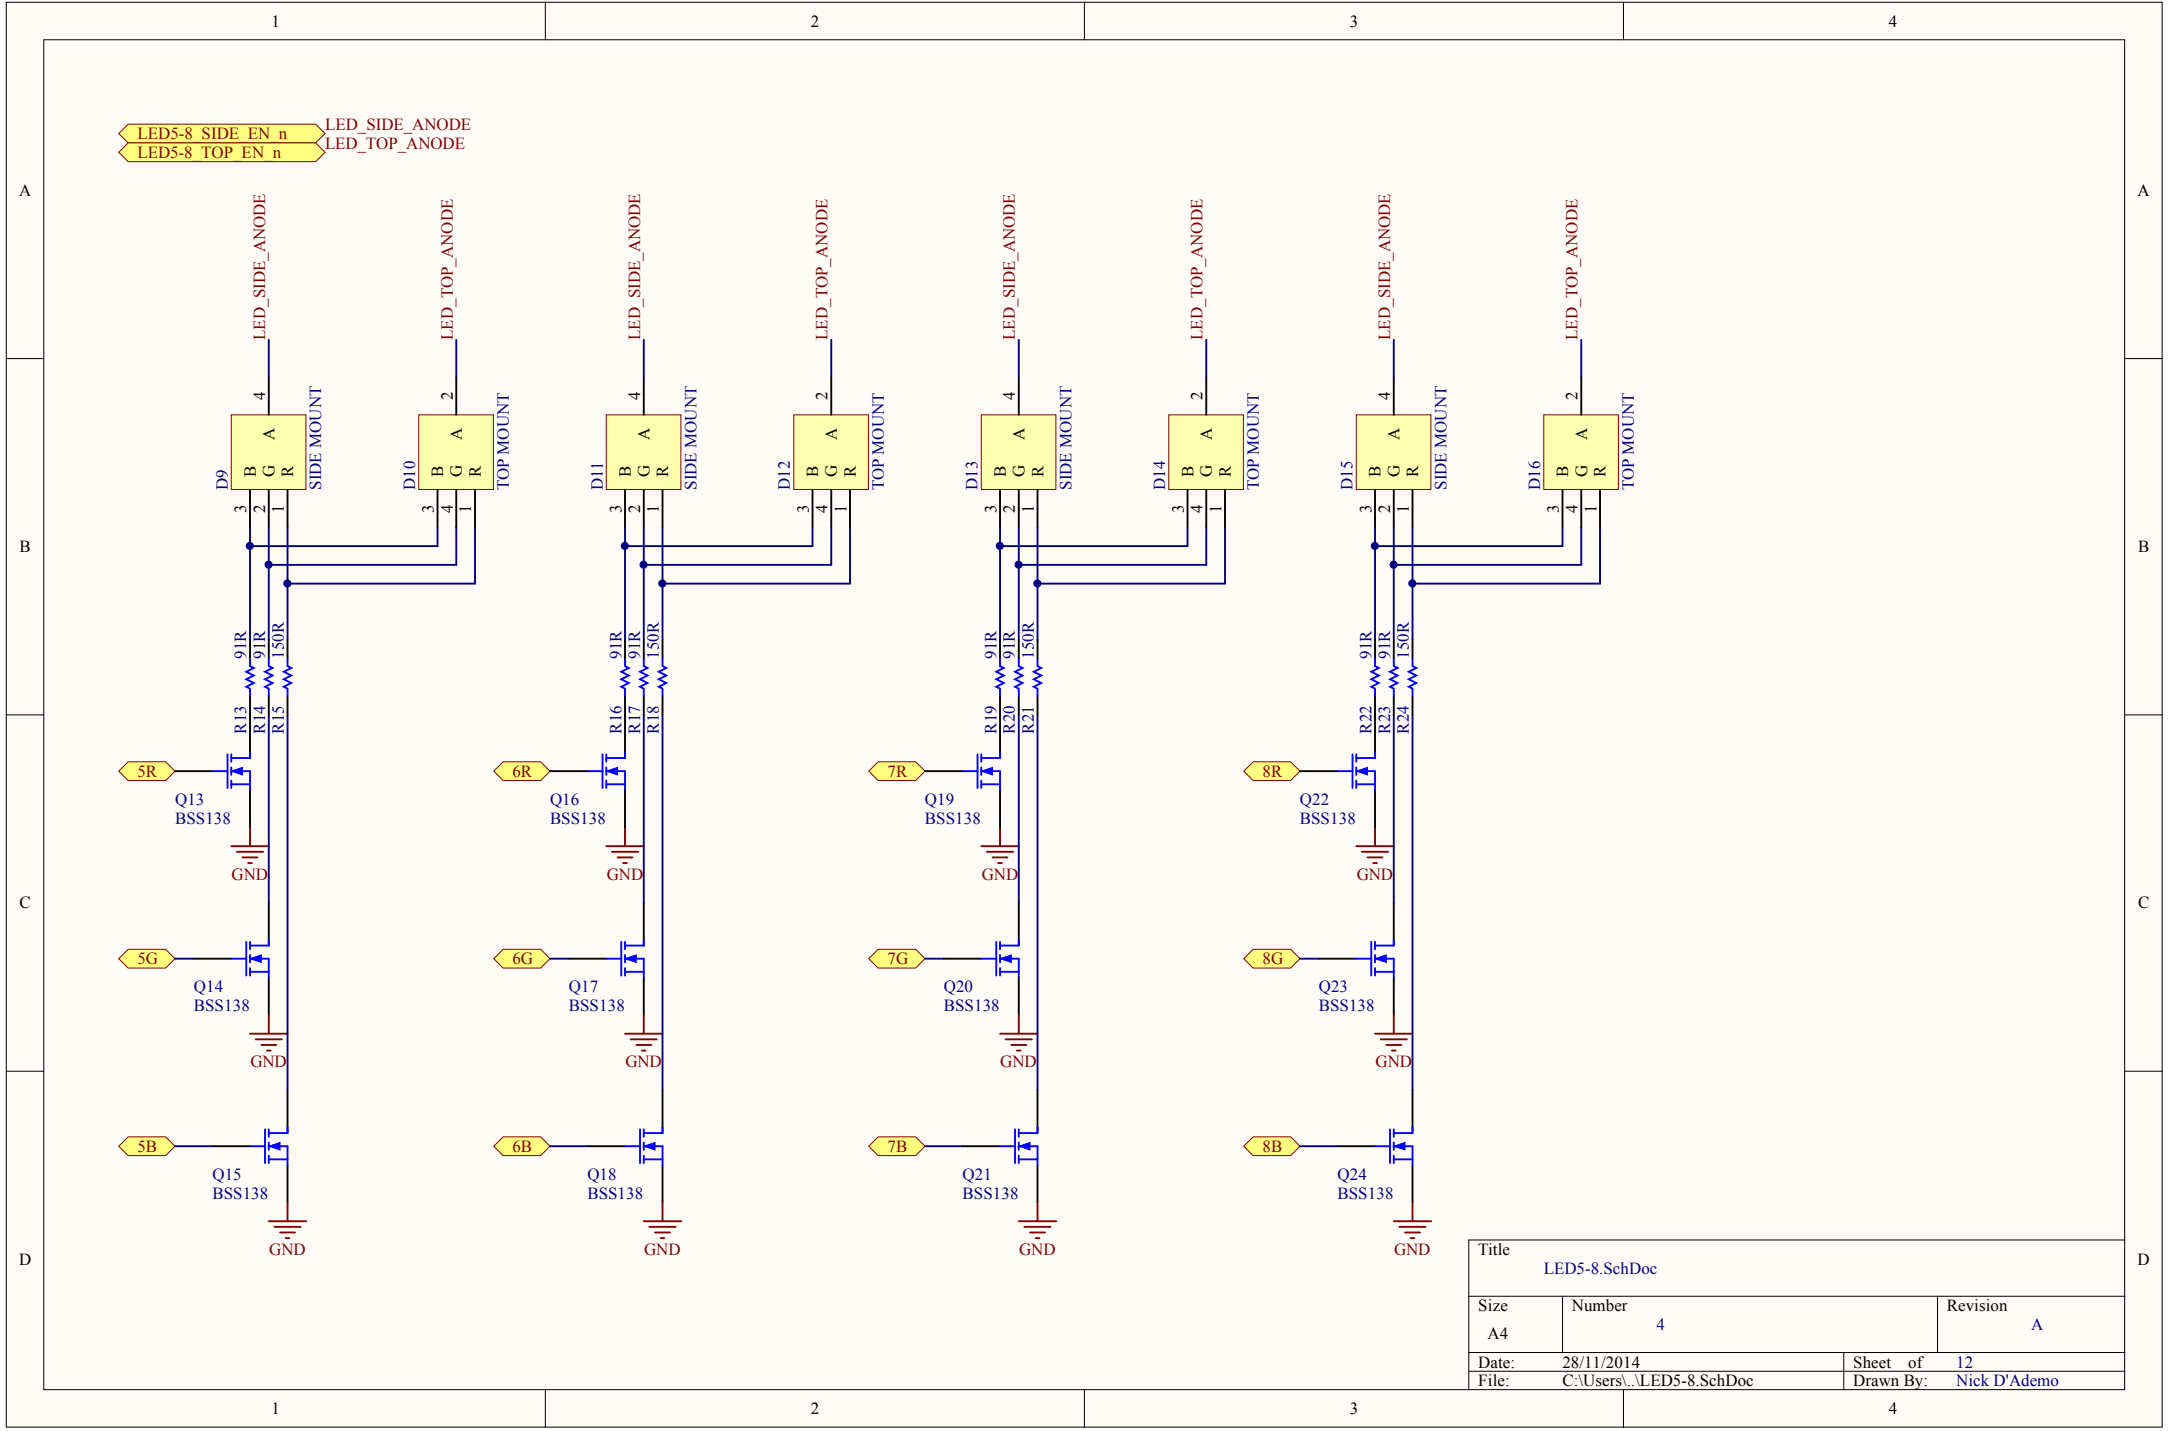 1 2 3 4
LED5-8_SIDE_EN_n LED_SIDE_ANODE
LED5-8_TOP_EN_n LED_TOP_ANODE
A A
LED_SIDE_ANODE LED_TOP_ANODE LED_SIDE_ANODE LED_TOP_ANODE LED_SIDE_ANODE LED_TOP_ANODE LED_SIDE_ANODE LED_TOP_ANODE
4 2 4 2 4 2 4 2
A A A A A A A A
B G R B G R B G R B G R B G R B G R B G R B G R
D9 SIDE MOUNT D10 TOP MOUNT D11 SIDE MOUNT D12 TOP MOUNT D13 SIDE MOUNT D14 TOP MOUNT D15 SIDE MOUNT D16 TOP MOUNT
3 2 1 3 4 1 3 2 1 3 4 1 3 2 1 3 4 1 3 2 1 3 4 1
B B
91R 91R 150R 91R 91R 150R 91R 91R 150R 91R 91R 150R
R13 R14 R15 R16 R17 R18 R19 R20 R21 R22 R23 R24
5R 6R 7R 8R
Q13 Q16 Q19 Q22
BSS138 BSS138 BSS138 BSS138
GND GND GND GND
C C
5G 6G 7G 8G
Q14 Q17 Q20 Q23
BSS138 BSS138 BSS138 BSS138
GND GND GND GND
5B 6B 7B 8B
Q15 Q18 Q21 Q24
BSS138 BSS138 BSS138 BSS138
GND GND GND GND
D D
Title
LED5-8.SchDoc
Size Number Revision
A4 4 A
Date: 28/11/2014 Sheet of 12
File: C:\Users\..\LED5-8.SchDoc Drawn By: Nick D'Ademo
1 2 3 4